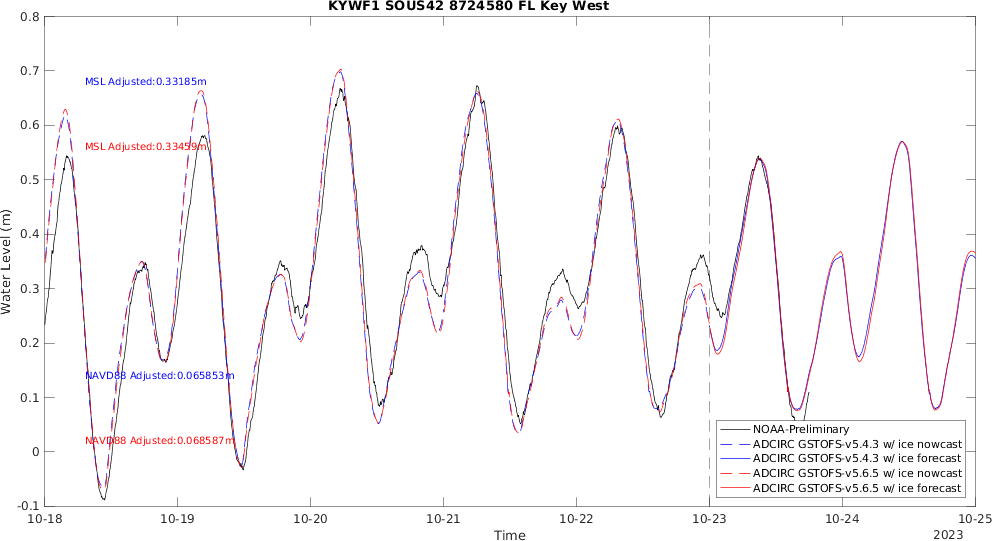 KYWF1 SOUS42 8724580 FL Key West
0.8
0.7
0.6
0.5
0.4
0.3
0.2
0.1
0
-0.1
Water Level (m)
MSL Adjusted:0.33185m
MSL Adjusted:0.33459m
NAVD88 Adjusted:0.065853m
NAVD88 Adjusted:0.068587m
NOAA-Preliminary
ADCIRC GSTOFS-v5.4.3 w/ ice nowcast
ADCIRC GSTOFS-v5.4.3 w/ ice forecast
ADCIRC GSTOFS-v5.6.5 w/ ice nowcast
ADCIRC GSTOFS-v5.6.5 w/ ice forecast
10-18 10-19 10-20 10-21 10-22 10-23 10-24 10-25
Time
2023